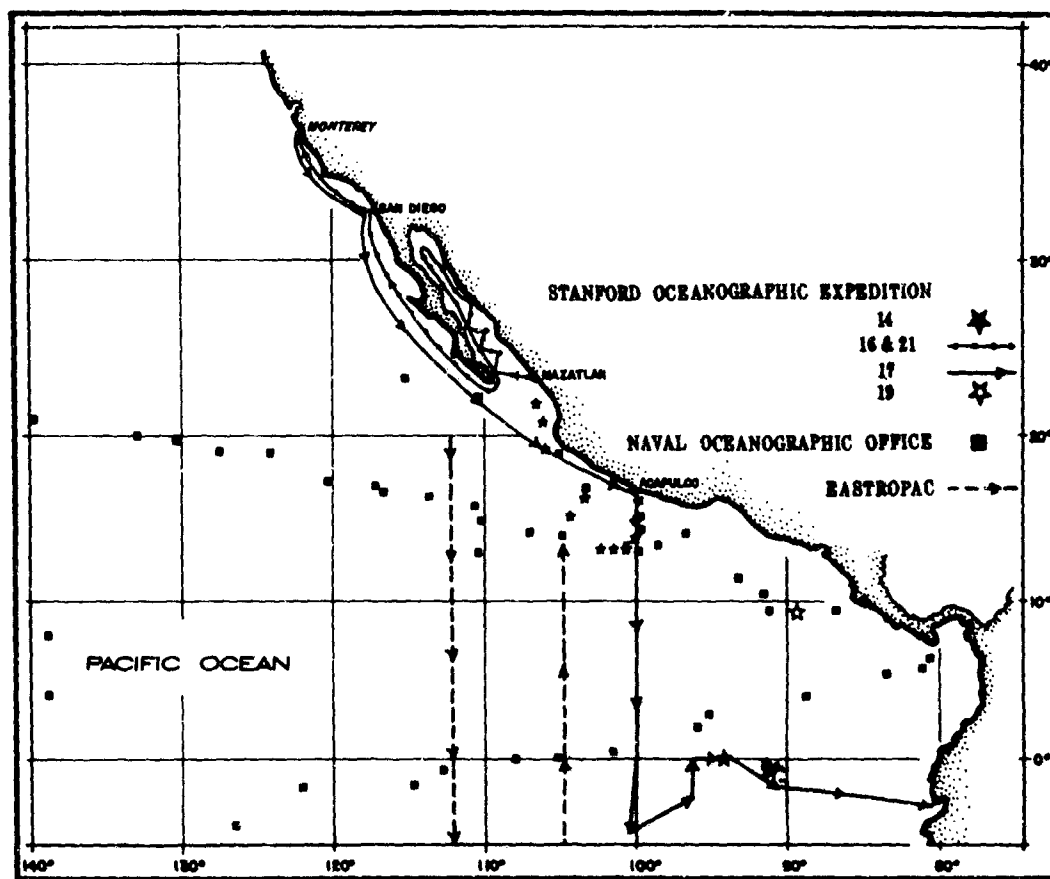 40°
MONTEREY
SAN DIEGO
30°
STANFORD OCEANOGRAPHIC EXPEDITION
14
16 & 21
17
19
MAZATLAN
20°
NAVAL OCEANOGRAPHIC OFFICE
ACAPULCO
EASTROPAC
10°
PACIFIC OCEAN
0°
140° 130° 120° 110° 100° 90° 80°